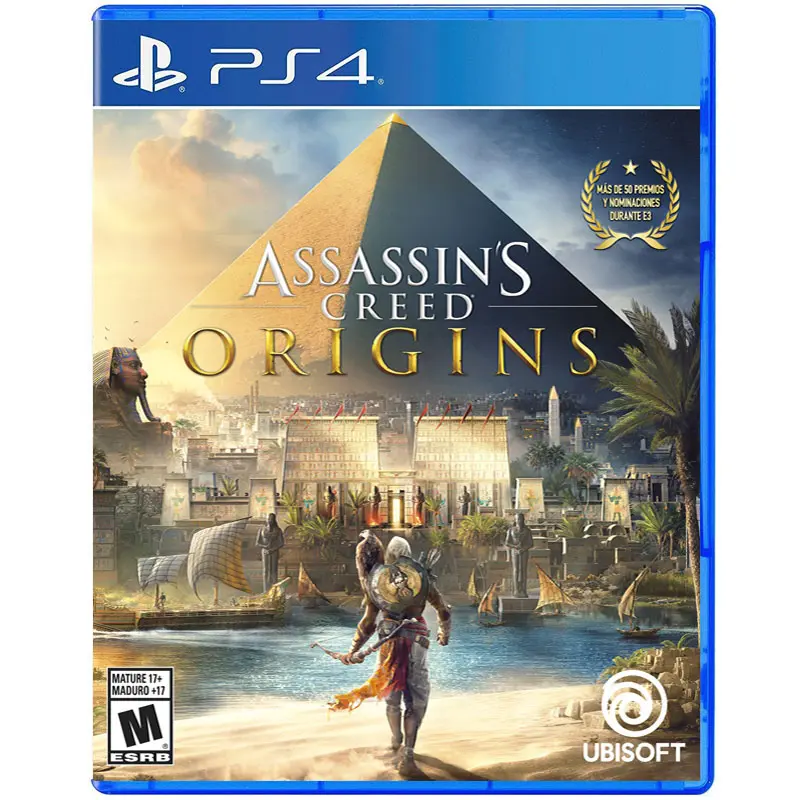 PS4
MÁS DE 50 PREMIOS
Y NOMINACIONES
DURANTE E3
ASSASSIN'S
CREED®
ORIGINS
MATURE 17+
MADURO +17
M
ESRB
UBISOFT